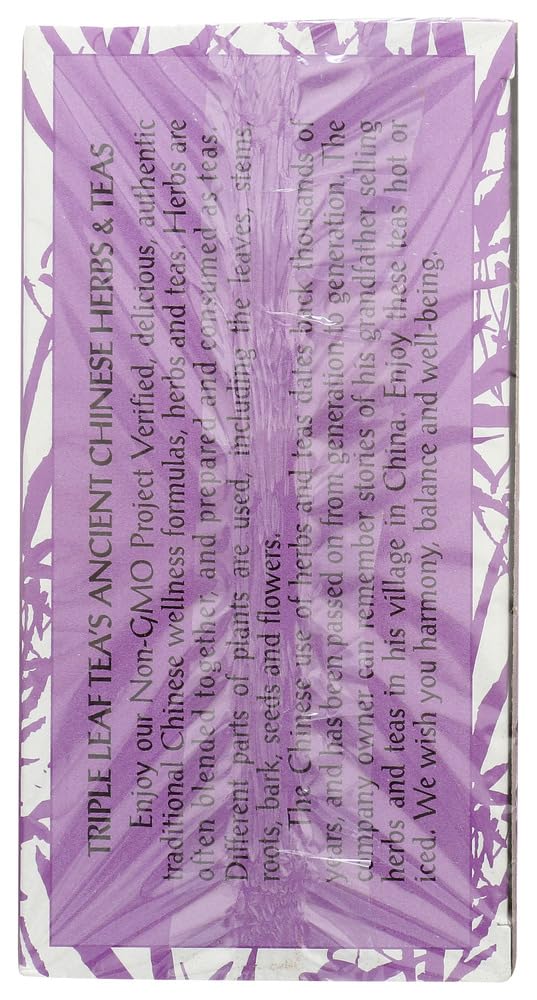 TRIPLE LEAF TEA'S ANCIENT CHINESE HERBS & TEAS
Enjoy our Non-GMO Project Verified, delicious, authentic
traditional Chinese wellness formulas, herbs and teas. Herbs are
often blended together, and prepared and consumed as teas.
Different parts of plants are used, including the leaves, stems,
roots, bark, seeds and flowers.
The Chinese use of herbs and teas dates back thousands of
years, and has been passed on from generation to generation. The
company owner can remember stories of his grandfather selling
herbs and teas in his village in China. Enjoy these teas hot or
iced. We wish you harmony, balance and well-being.